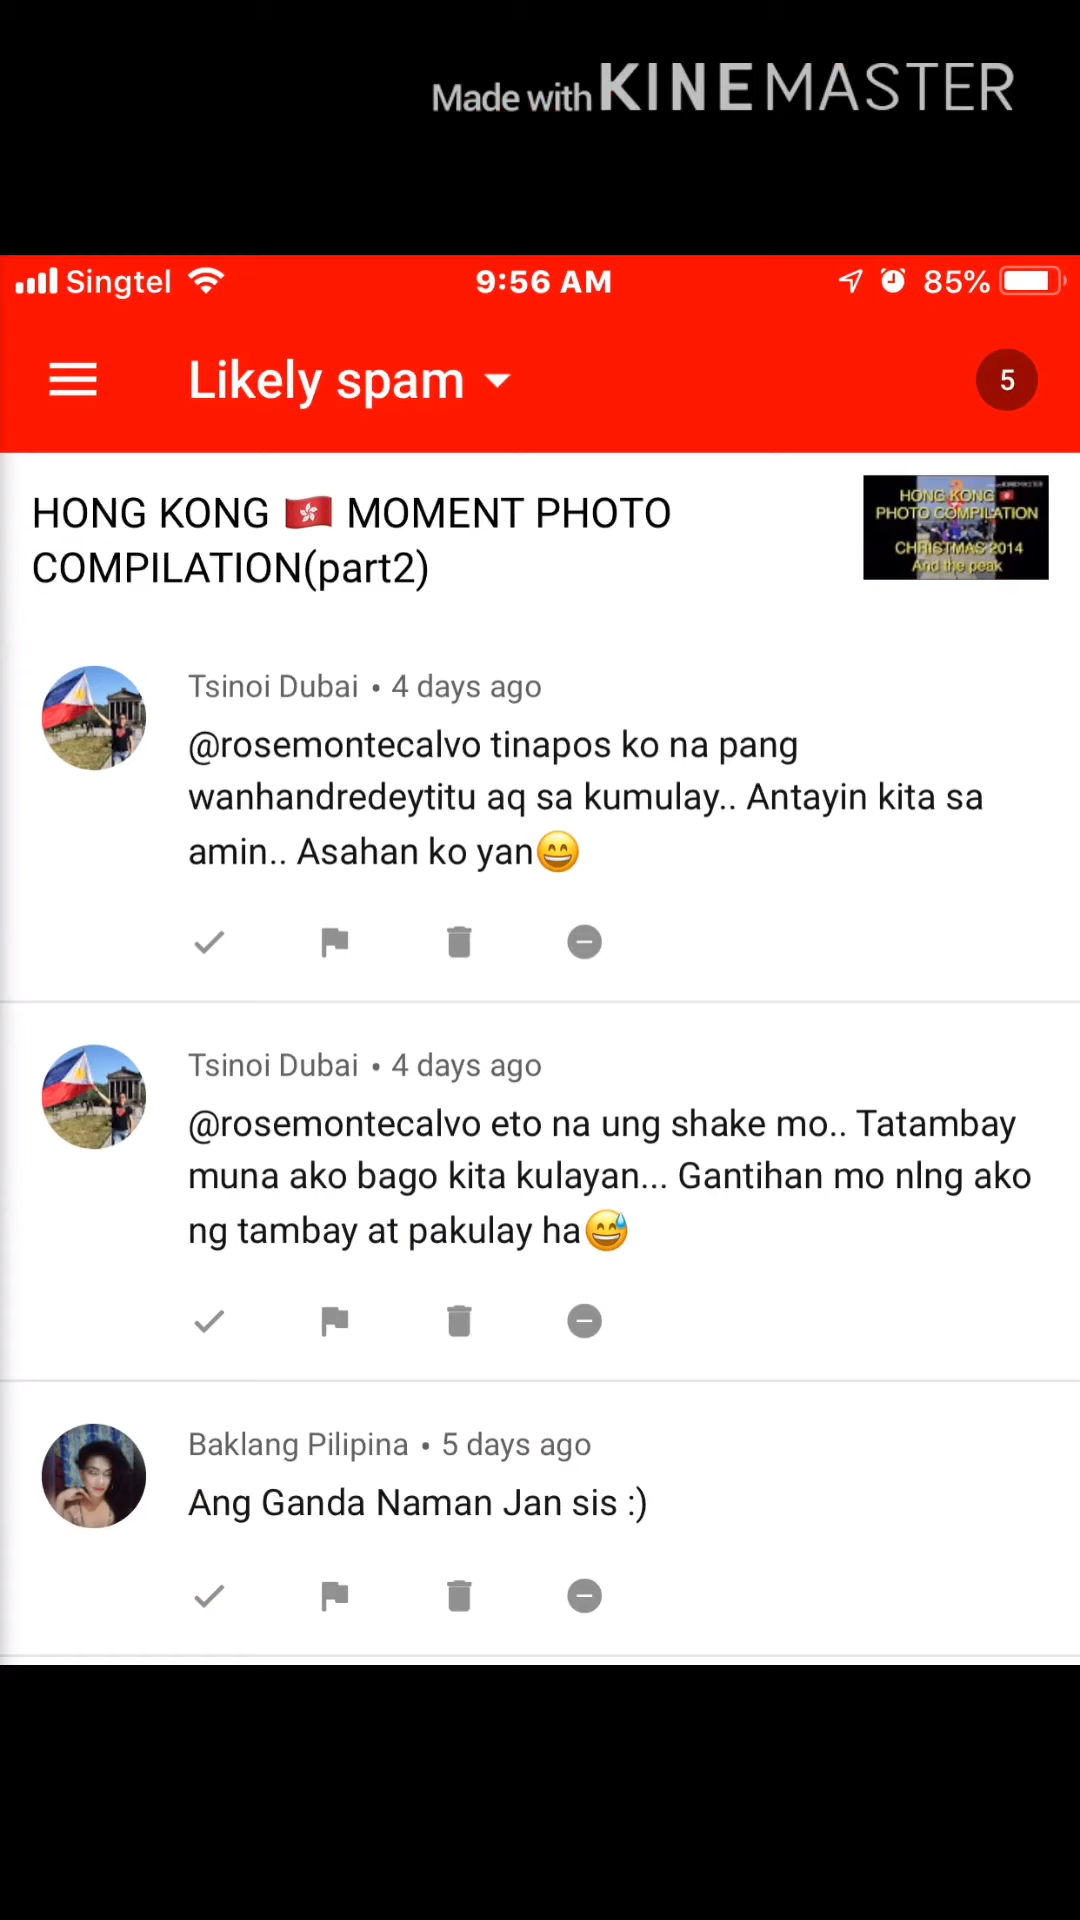 Made with KINEMASTER
Singtel 9:56 AM 85%
Likely spam 5
HONG KONG 🇭🇰 MOMENT PHOTO
COMPILATION(part2)
HONG KONG
PHOTO COMPILATION
CHRISTMAS 2014
And the peak
Tsinoi Dubai • 4 days ago
@rosemontecalvo tinapos ko na pang
wanhandredeytitu aq sa kumulay.. Antayin kita sa
amin.. Asahan ko yan😄
Tsinoi Dubai • 4 days ago
@rosemontecalvo eto na ung shake mo.. Tatambay
muna ako bago kita kulayan... Gantihan mo nlng ako
ng tambay at pakulay ha😅
Baklang Pilipina • 5 days ago
Ang Ganda Naman Jan sis :)